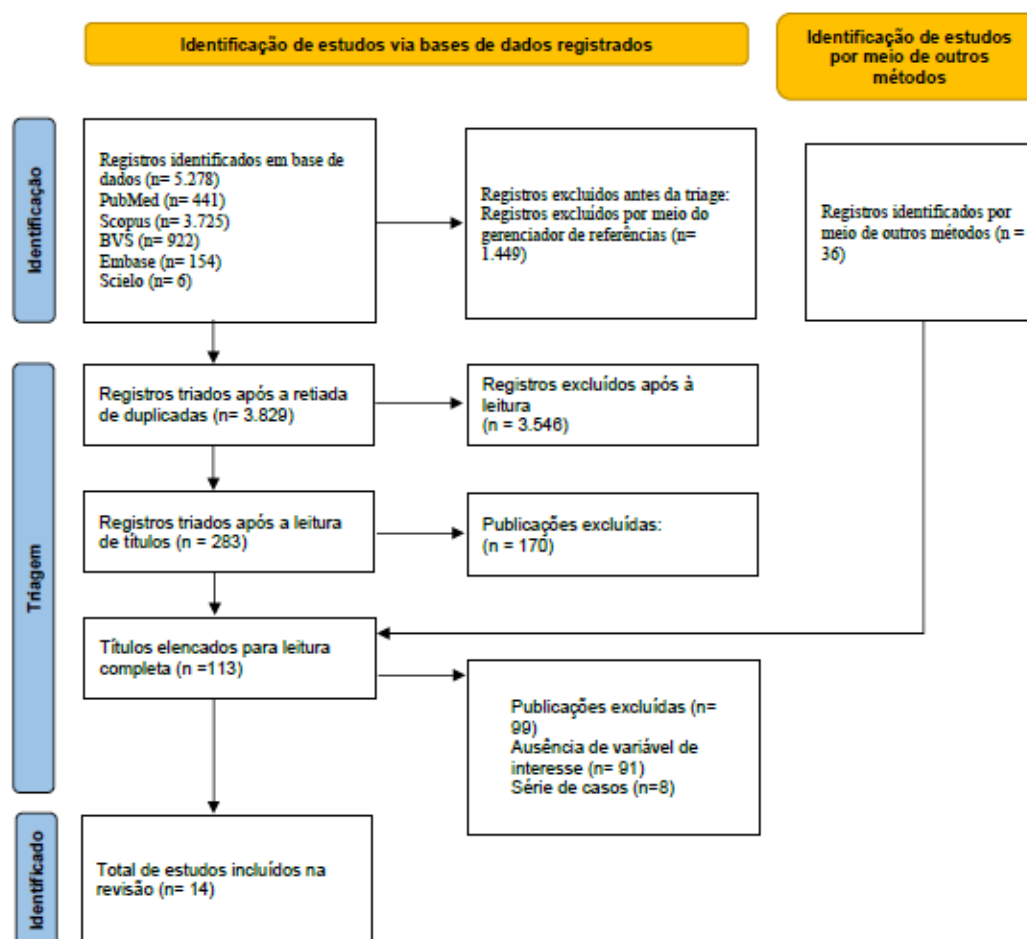 Identificação de estudos via bases de dados registrados
Identificação de estudos
por meio de outros
métodos
Identificação
Registros identificados em base de
dados (n= 5.278)
PubMed (n= 441)
Scopus (n= 3.725)
BVS (n= 922)
Embase (n= 154)
Scielo (n= 6)
Registros excluídos antes da triage:
Registros excluídos por meio do
gerenciador de referências (n=
1.449)
Registros identificados por
meio de outros métodos (n =
36)
Triagem
Registros triados após a retiada
de duplicadas (n= 3.829)
Registros excluídos após à
leitura
(n = 3.546)
Registros triados após a leitura
de títulos (n = 283)
Publicações excluídas:
(n = 170)
Títulos elencados para leitura
completa (n =113)
Publicações excluídas (n=
99)
Ausência de variável de
interesse (n= 91)
Série de casos (n=8)
Identificado
Total de estudos incluídos na
revisão (n= 14)